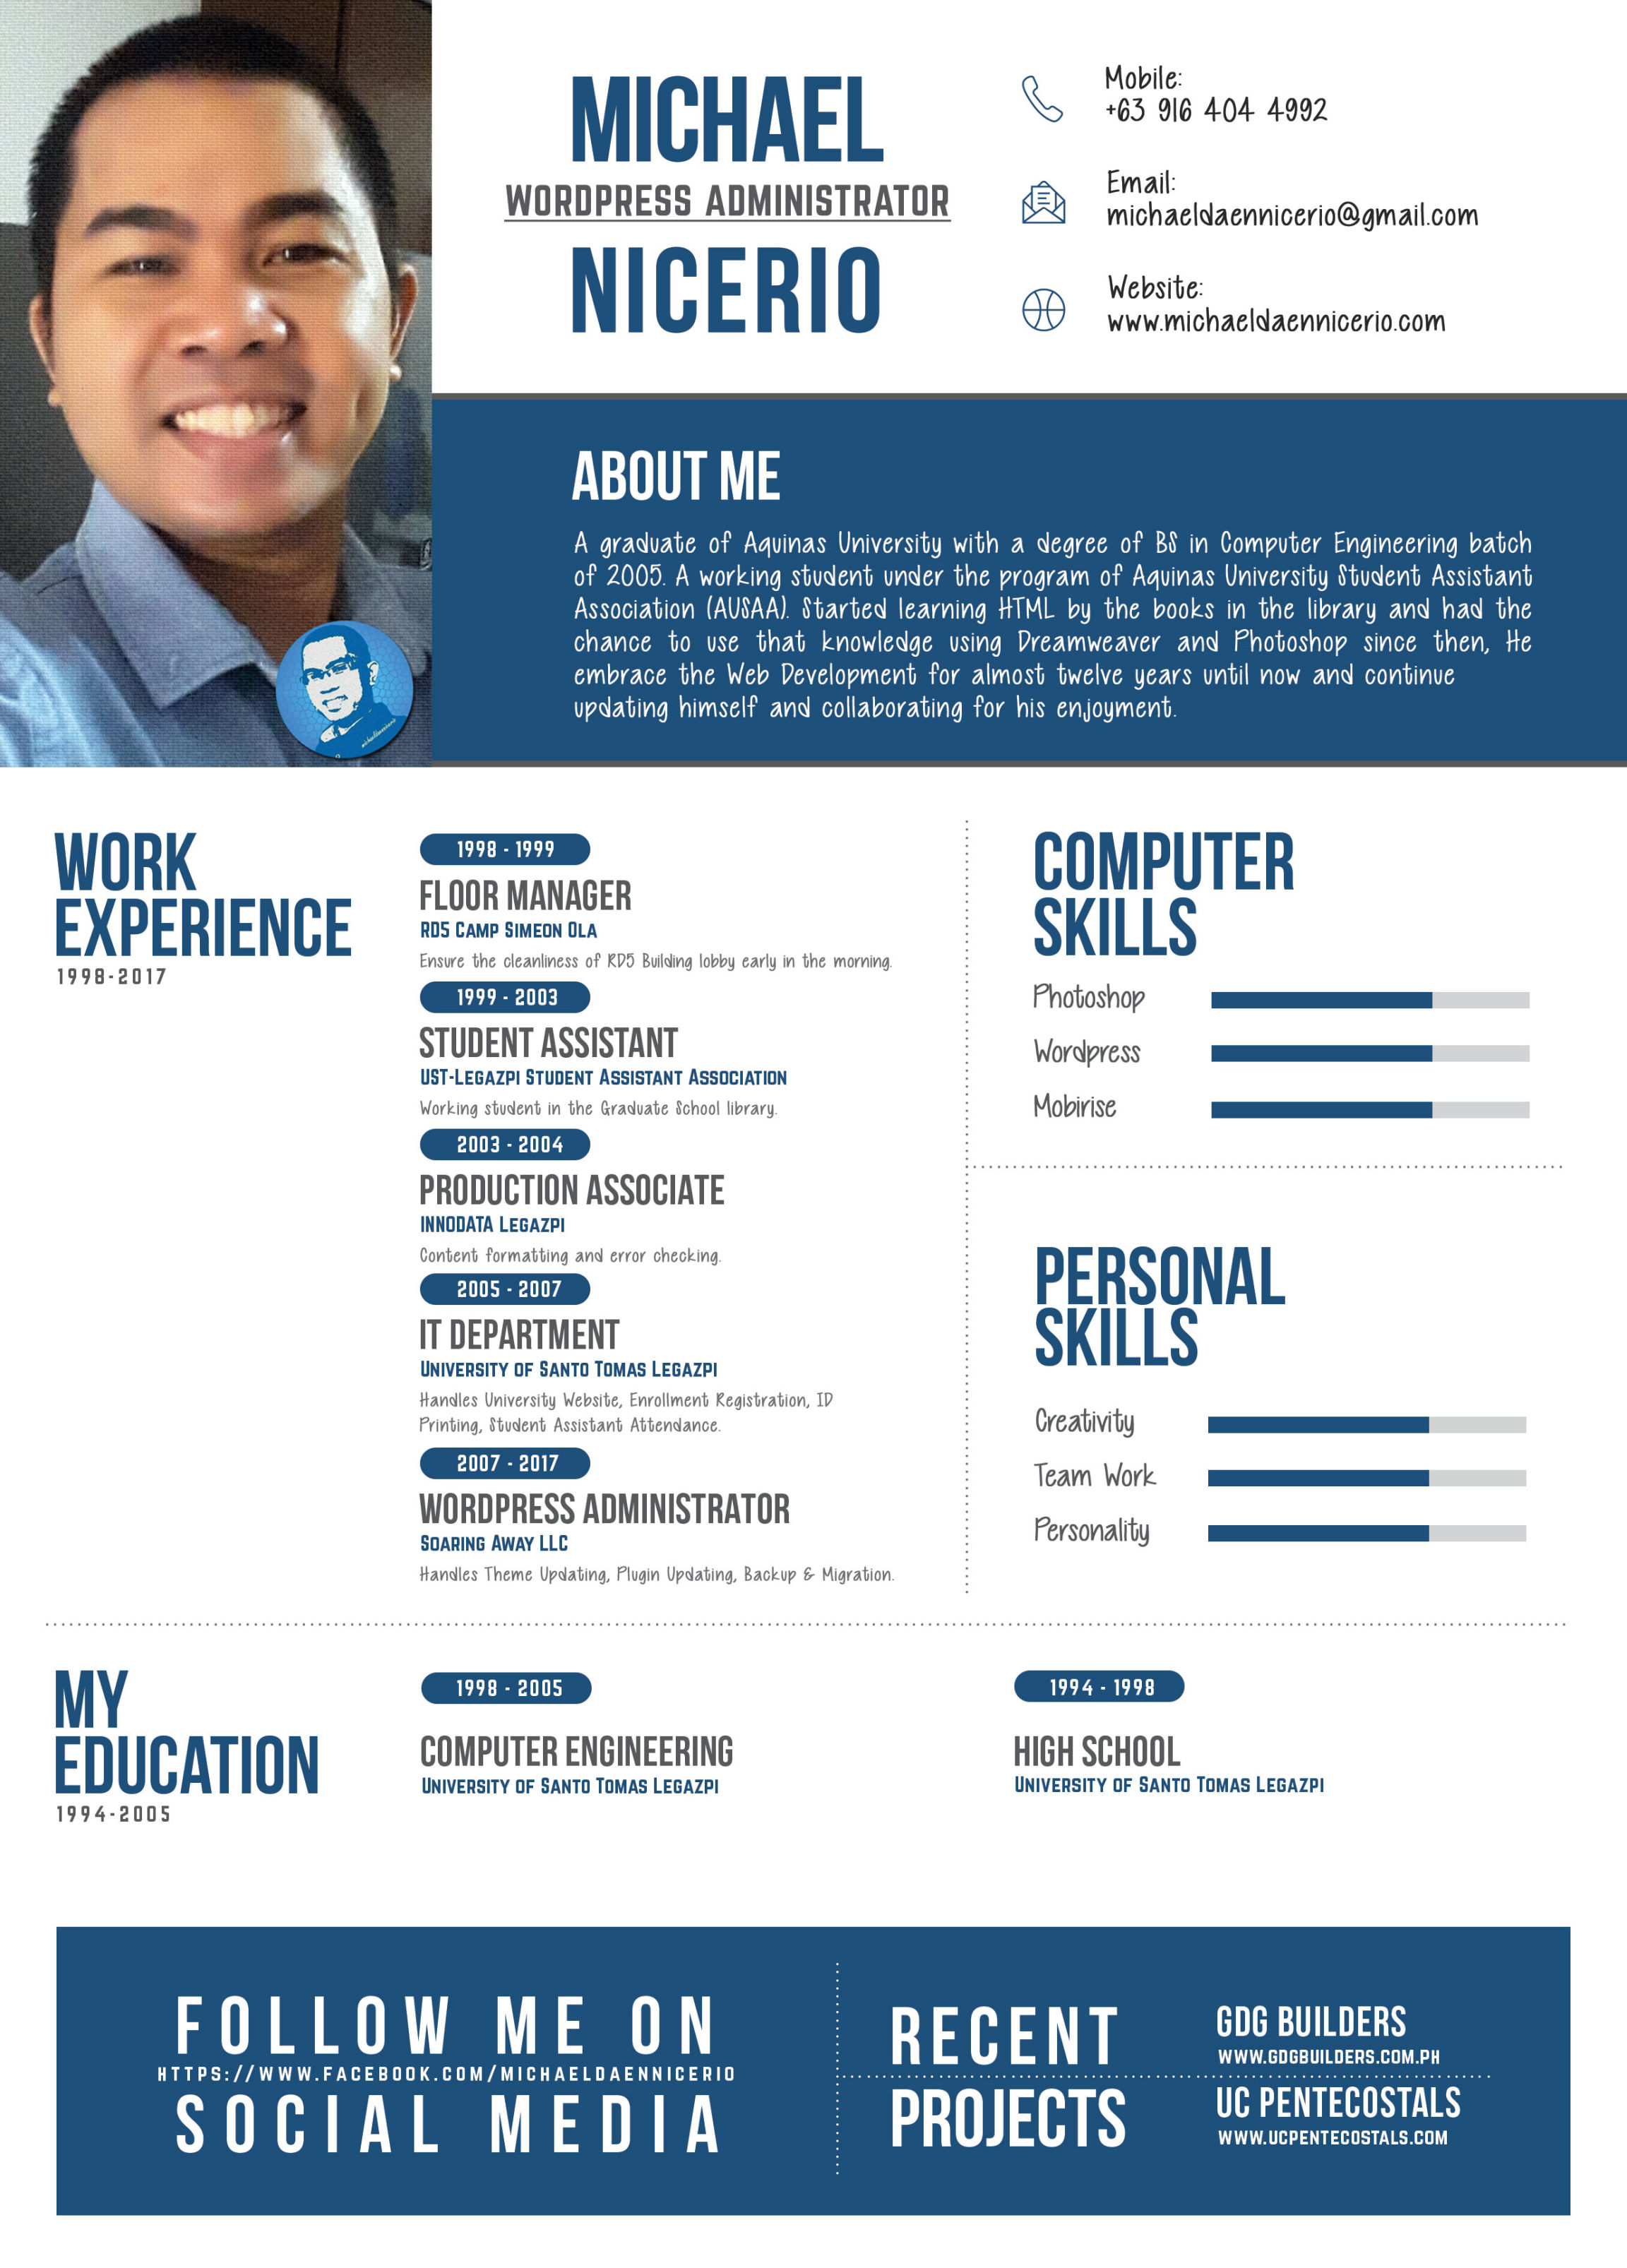 MICHAEL
WORDPRESS ADMINISTRATOR
NICERIO
Mobile:
+63 916 404 4992
Email:
michaeldaennicerio@gmail.com
Website:
www.michaeldaennicerio.com
ABOUT ME
A graduate of Aquinas University with a degree of BS in Computer Engineering batch
of 2005. A working student under the program of Aquinas University Student Assistant
Association (AUSAA). Started learning HTML by the books in the library and had the
chance to use that knowledge using Dreamweaver and Photoshop since then, He
embrace the Web Development for almost twelve years until now and continue
updating himself and collaborating for his enjoyment.
WORK
EXPERIENCE
1998-2017
1998 - 1999
FLOOR MANAGER
RD5 CAMP SIMEON OLA
Ensure the cleanliness of RD5 Building lobby early in the morning.
1999 - 2003
STUDENT ASSISTANT
UST-LEGAZPI STUDENT ASSISTANT ASSOCIATION
Working student in the Graduate School library.
2003 - 2004
PRODUCTION ASSOCIATE
INNODATA LEGAZPI
Content formatting and error checking.
2005 - 2007
IT DEPARTMENT
UNIVERSITY OF SANTO TOMAS LEGAZPI
Handles University Website, Enrollment Registration, ID
Printing, Student Assistant Attendance.
2007 - 2017
WORDPRESS ADMINISTRATOR
SOARING AWAY LLC
Handles Theme Updating, Plugin Updating, Backup & Migration.
COMPUTER
SKILLS
Photoshop
Wordpress
Mobirise
PERSONAL
SKILLS
Creativity
Team Work
Personality
MY
EDUCATION
1994-2005
1998 - 2005
COMPUTER ENGINEERING
UNIVERSITY OF SANTO TOMAS LEGAZPI
1994 - 1998
HIGH SCHOOL
UNIVERSITY OF SANTO TOMAS LEGAZPI
FOLLOW ME ON
HTTPS://WWW.FACEBOOK.COM/MICHAELDAENNICERIO
SOCIAL MEDIA
RECENT
PROJECTS
GDG BUILDERS
WWW.GDGBUILDERS.COM.PH
UC PENTECOSTALS
WWW.UCPENTECOSTALS.COM